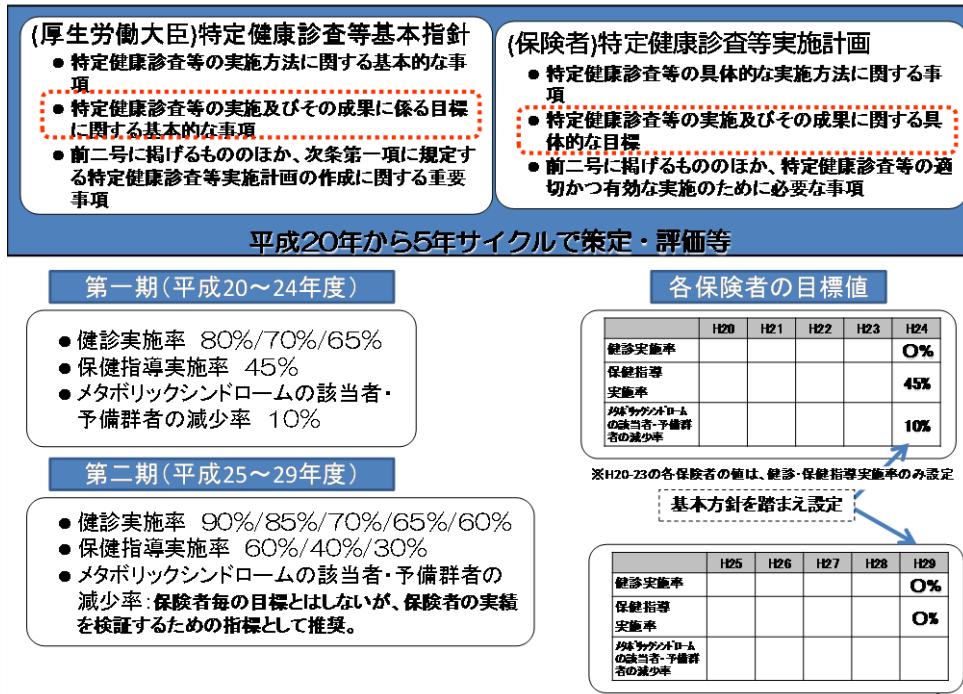 (厚生労働大臣)特定健康診査等基本指針
● 特定健康診査等の実施方法に関する基本的な事
項
● 特定健康診査等の実施及びその成果に係る目標
に関する基本的な事項
● 前二号に掲げるもののほか、次条第一項に規定す
る特定健康診査等実施計画の作成に関する重要
事項
(保険者)特定健康診査等実施計画
● 特定健康診査等の具体的な実施方法に関する事
項
● 特定健康診査等の実施及びその成果に関する具
体的な目標
● 前二号に掲げるもののほか、特定健康診査等の適
切かつ有効な実施のために必要な事項
平成20年から5年サイクルで策定・評価等
第一期(平成20～24年度)
● 健診実施率 80%/70%/65%
● 保健指導実施率 45%
● メタボリックシンドロームの該当者・
予備群者の減少率 10%
第二期(平成25～29年度)
● 健診実施率 90%/85%/70%/65%/60%
● 保健指導実施率 60%/40%/30%
● メタボリックシンドロームの該当者・予備群者の
減少率:保険者毎の目標とはしないが、保険者の実績
を検証するための指標として推奨。
各保険者の目標値
H20 H21 H22 H23 H24
健診実施率 〇%
保健指導
実施率 45%
メタボリックシンドローム
の該当者・予備群
者の減少率 10%
※H20-23の各保険者の値は、健診・保健指導実施率のみ設定
基本方針を踏まえ設定
H25 H26 H27 H28 H29
健診実施率 〇%
保健指導
実施率 〇%
メタボリックシンドローム
の該当者・予備群
者の減少率